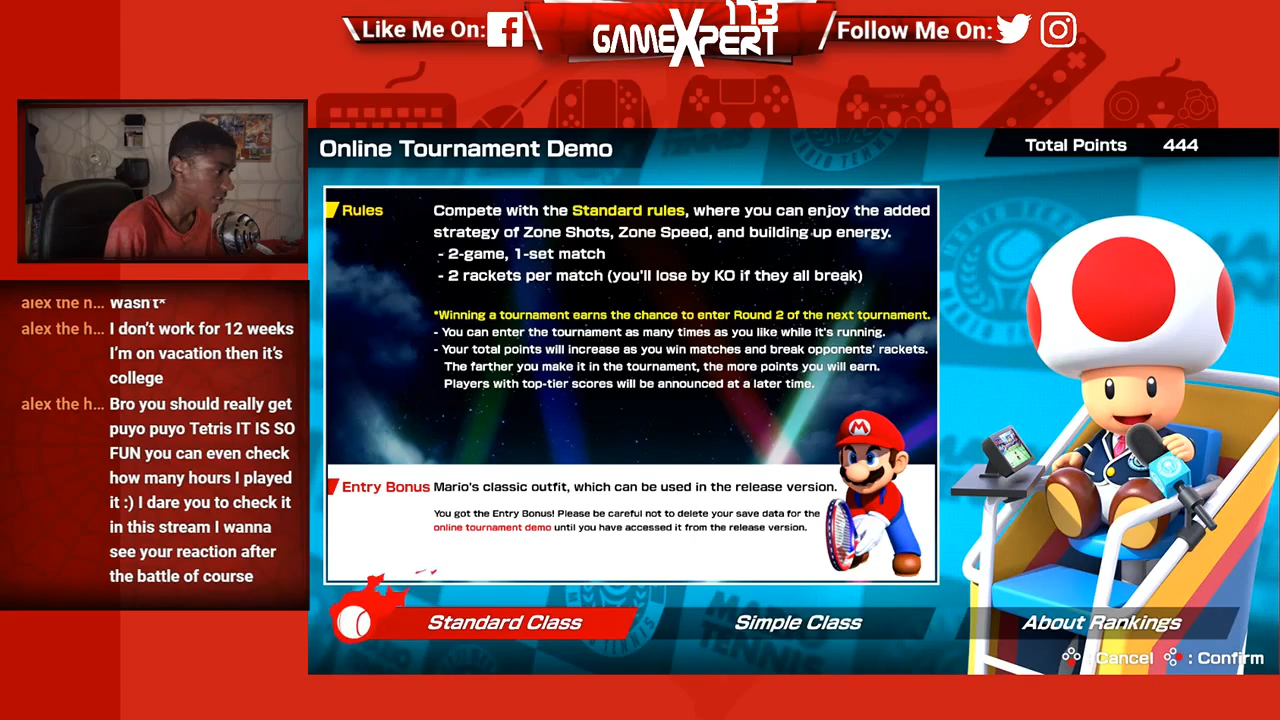 Like Me On:
173
GAMEXPERT
Follow Me On:
Online Tournament Demo
Total Points 444
Rules
Compete with the Standard rules, where you can enjoy the added
strategy of Zone Shots, Zone Speed, and building up energy.
- 2-game, 1-set match
- 2 rackets per match (you'll lose by KO if they all break)
*Winning a tournament earns the chance to enter Round 2 of the next tournament.
- You can enter the tournament as many times as you like while it's running.
- Your total points will increase as you win matches and break opponents' rackets.
The farther you make it in the tournament, the more points you will earn.
Players with top-tier scores will be announced at a later time.
Entry Bonus Mario's classic outfit, which can be used in the release version.
You got the Entry Bonus! Please be careful not to delete your save data for the
online tournament demo until you have accessed it from the release version.
Standard Class
Simple Class
About Rankings
: Cancel : Confirm
alex the n... wasn't*
alex the h... I don't work for 12 weeks
I'm on vacation then it's
college
alex the h... Bro you should really get
puyo puyo Tetris IT IS SO
FUN you can even check
how many hours I played
it :) I dare you to check it
in this stream I wanna
see your reaction after
the battle of course
MARIO TENNIS